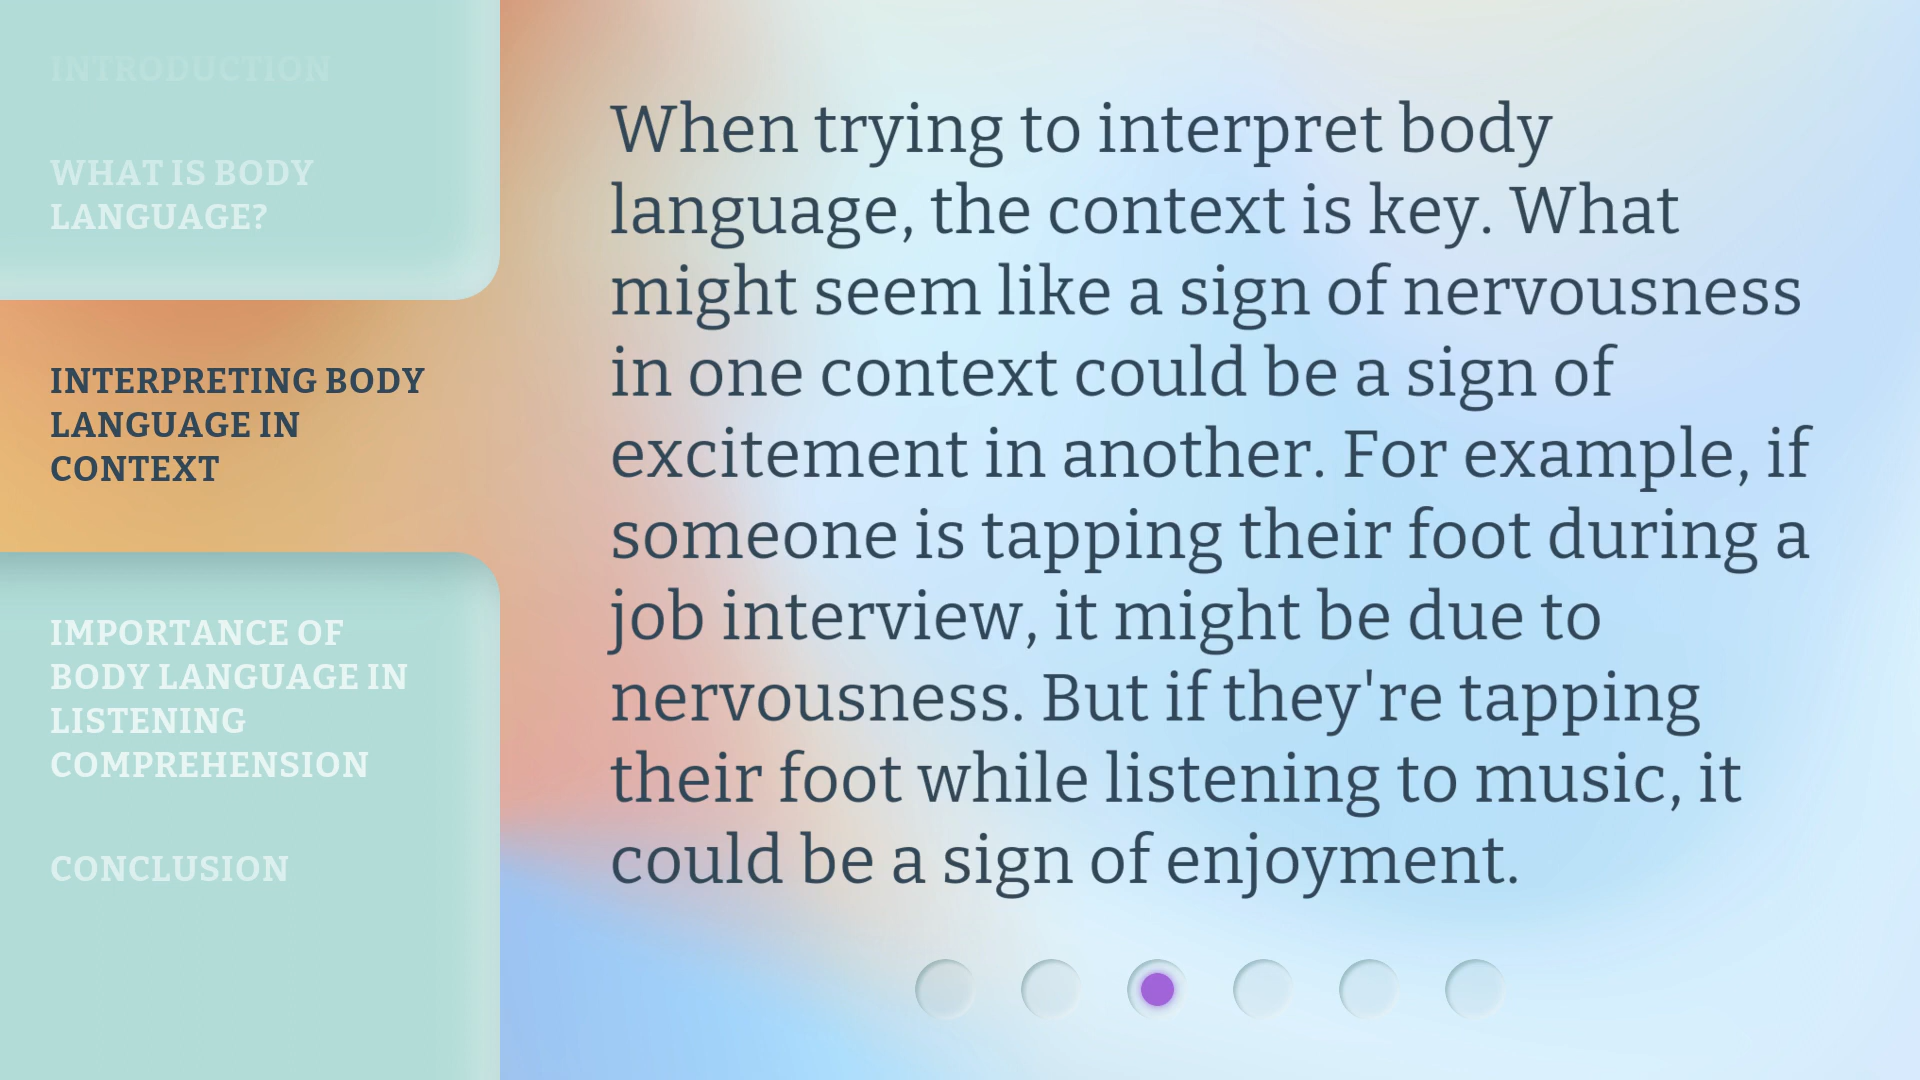 INTRODUCTION
WHAT IS BODY
LANGUAGE?
INTERPRETING BODY
LANGUAGE IN
CONTEXT
IMPORTANCE OF
BODY LANGUAGE IN
LISTENING
COMPREHENSION
CONCLUSION
When trying to interpret body
language, the context is key. What
might seem like a sign of nervousness
in one context could be a sign of
excitement in another. For example, if
someone is tapping their foot during a
job interview, it might be due to
nervousness. But if they're tapping
their foot while listening to music, it
could be a sign of enjoyment.